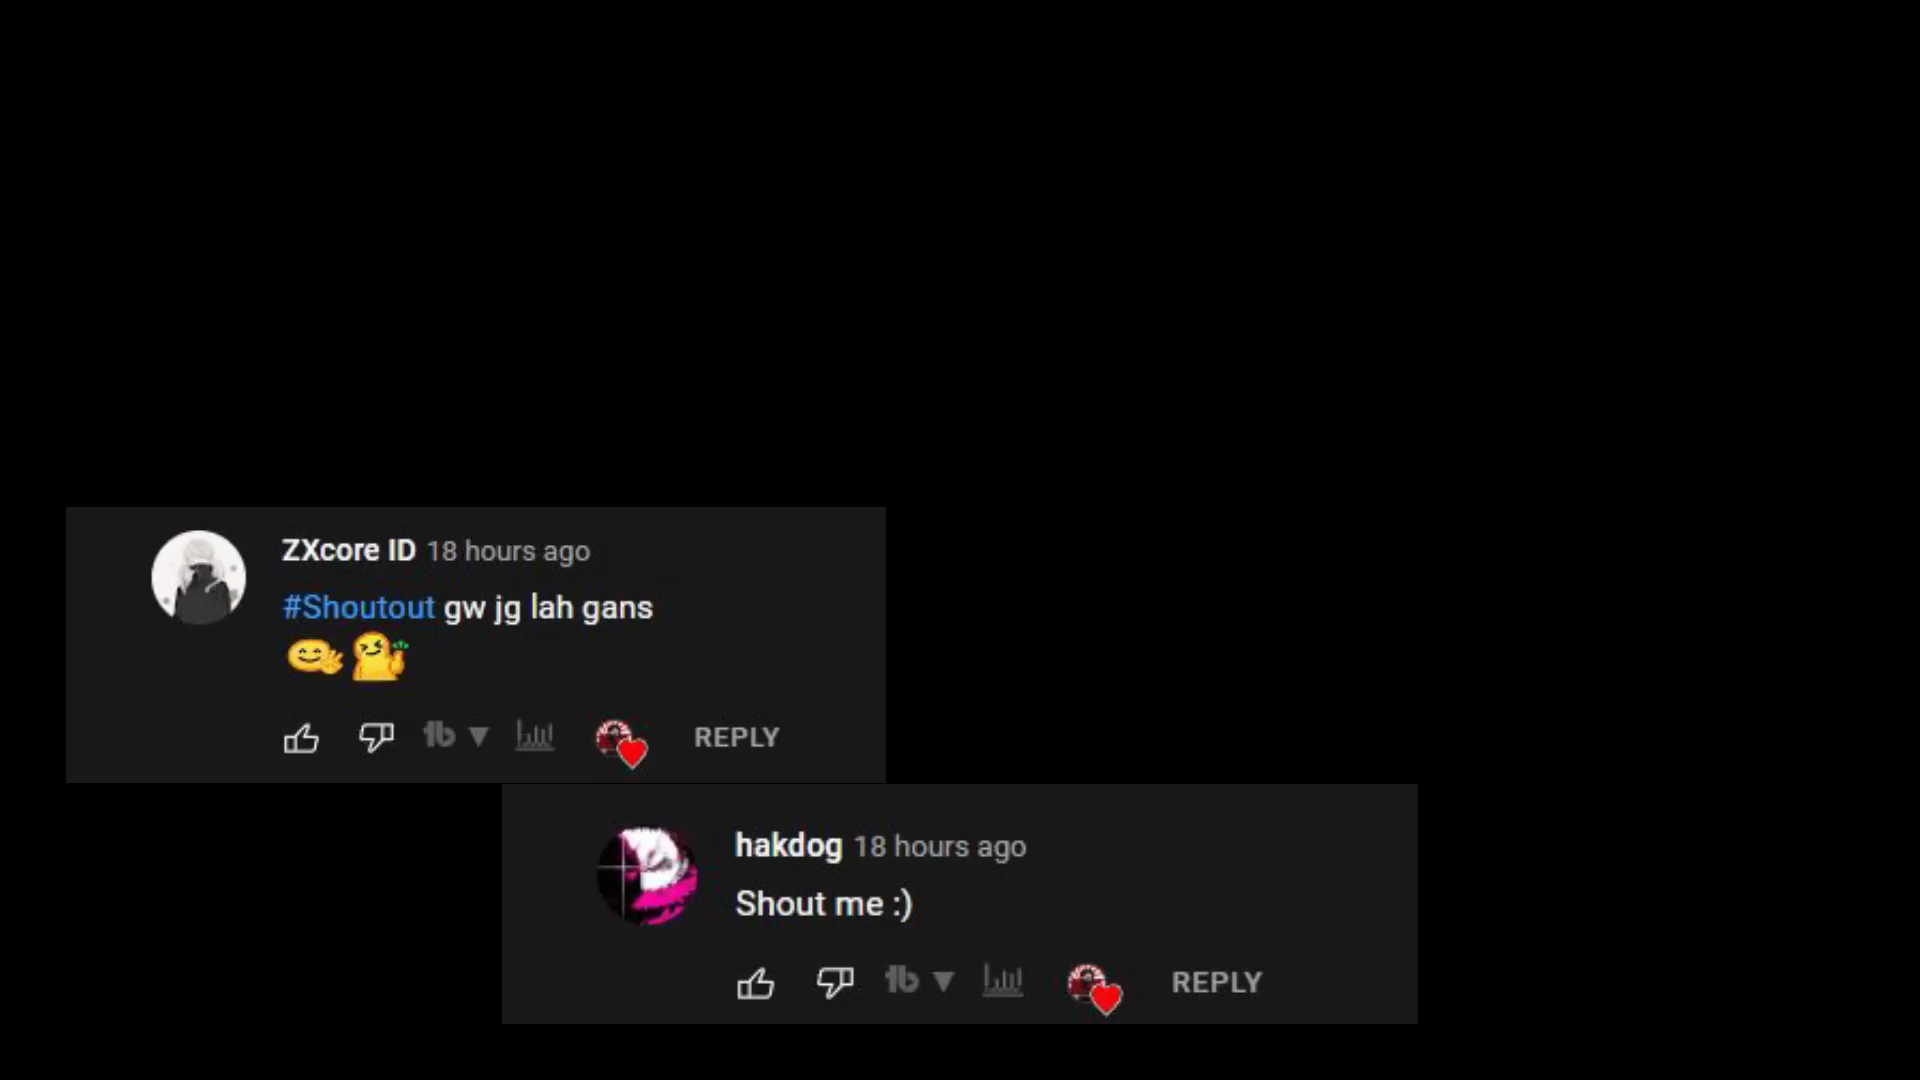 ZXcore ID 18 hours ago
#Shoutout gw jg lah gans
REPLY
hakdog 18 hours ago
Shout me :)
REPLY